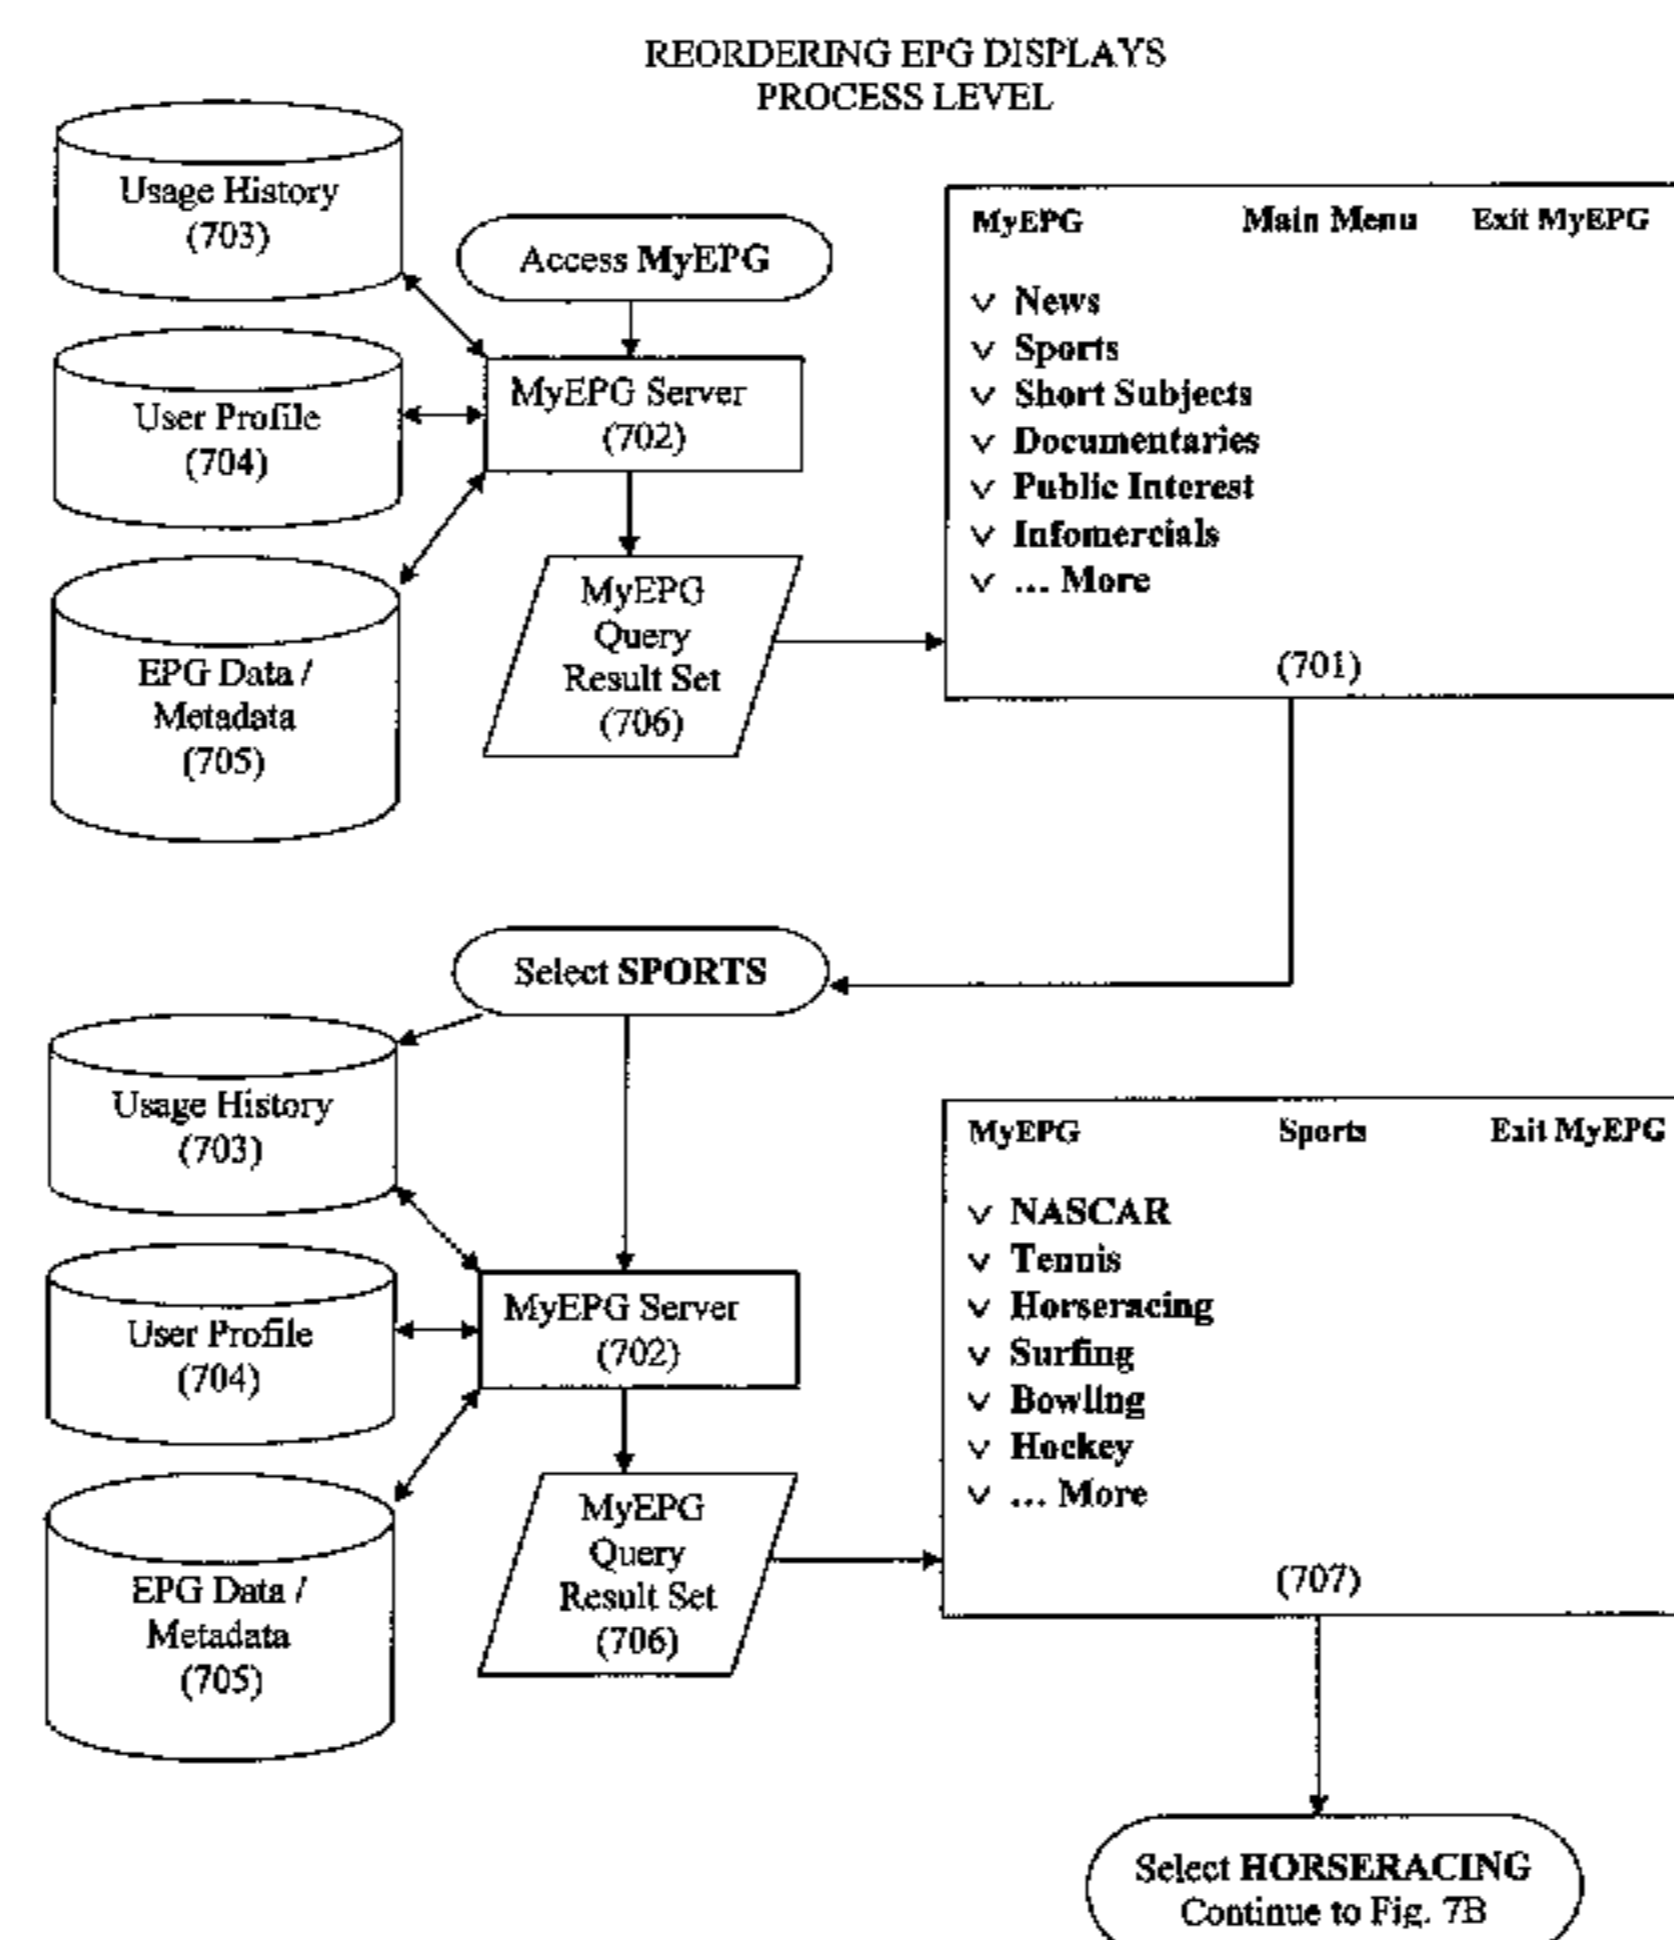 REORDERING EPG DISPLAYS
PROCESS LEVEL
Usage History
(703)
Access MyEPG
User Profile
(704)
MyEPG Server
(702)
EPG Data /
Metadata
(705)
MyEPG
Query
Result Set
(706)
MyEPG Main Menu Exit MyEPG
v News
v Sports
v Short Subjects
v Documentaries
v Public Interest
v Infomercials
v ... More
(701)
Select SPORTS
Usage History
(703)
User Profile
(704)
MyEPG Server
(702)
EPG Data /
Metadata
(705)
MyEPG
Query
Result Set
(706)
MyEPG Sports Exit MyEPG
v NASCAR
v Tennis
v Horseracing
v Surfing
v Bowling
v Hockey
v ... More
(707)
Select HORSERACING
Continue to Fig. 7B